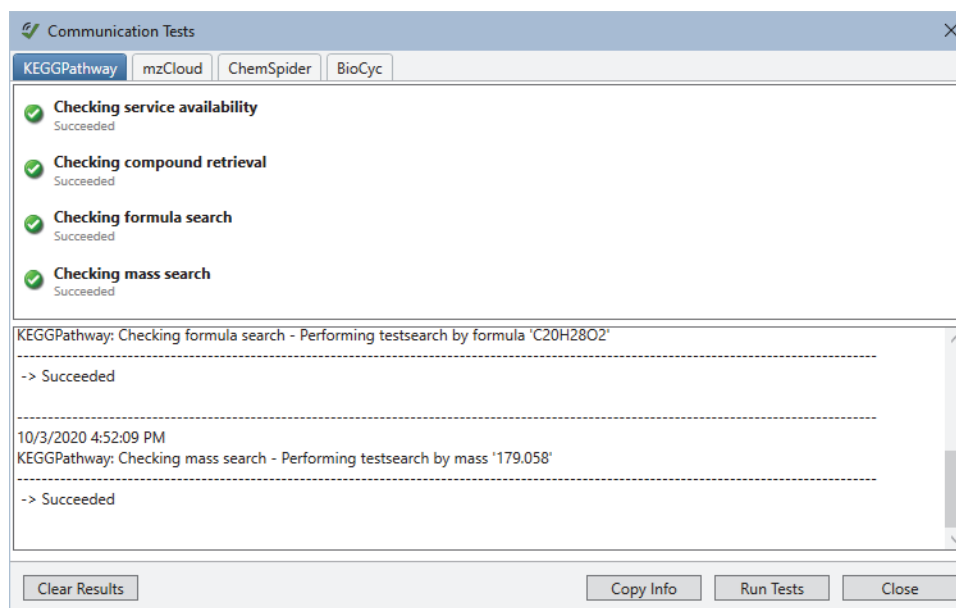 Communication Tests
KEGGPathway mzCloud ChemSpider BioCyc
Checking service availability
Succeeded
Checking compound retrieval
Succeeded
Checking formula search
Succeeded
Checking mass search
Succeeded
KEGGPathway: Checking formula search - Performing testsearch by formula 'C20H28O2'
-> Succeeded
10/3/2020 4:52:09 PM
KEGGPathway: Checking mass search - Performing testsearch by mass '179.058'
-> Succeeded
Clear Results Copy Info Run Tests Close